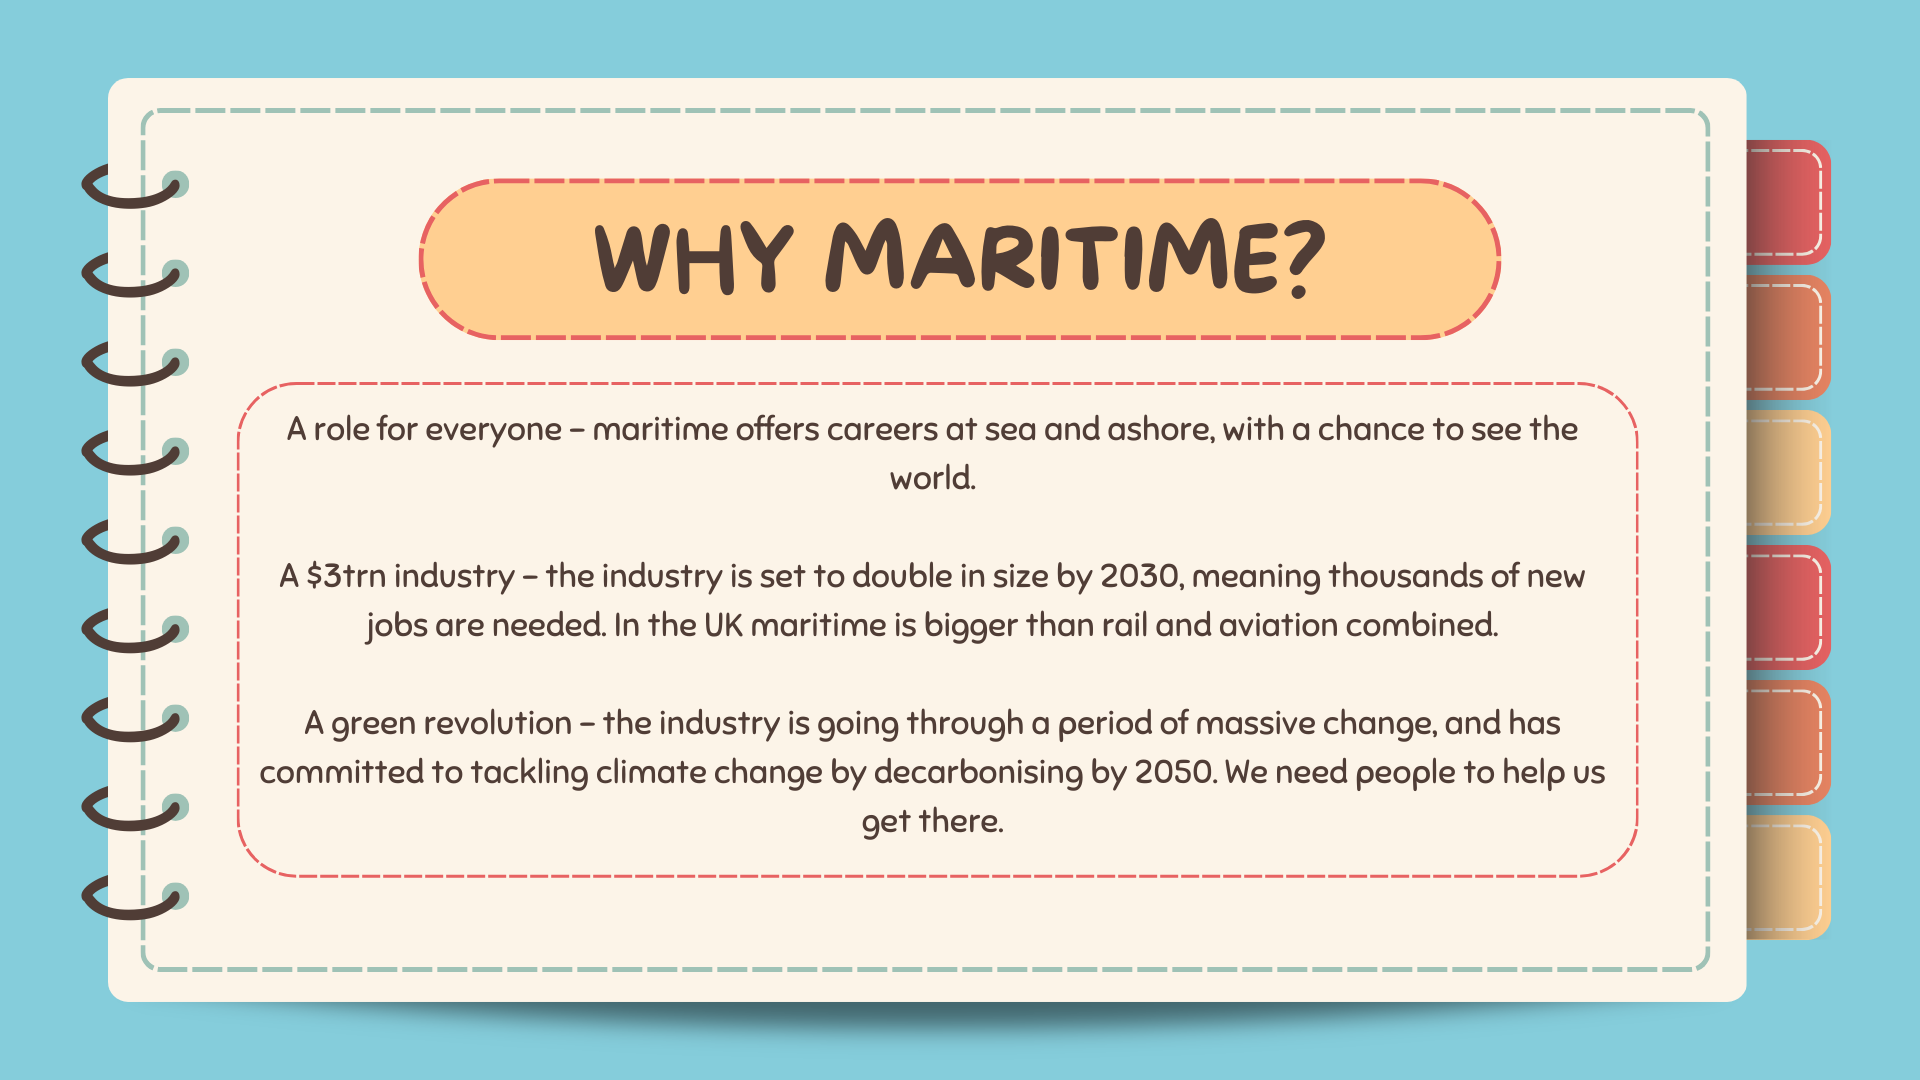 WHY MARITIME?
A role for everyone – maritime offers careers at sea and ashore, with a chance to see the
world.
A $3trn industry – the industry is set to double in size by 2030, meaning thousands of new
jobs are needed. In the UK maritime is bigger than rail and aviation combined.
A green revolution – the industry is going through a period of massive change, and has
committed to tackling climate change by decarbonising by 2050. We need people to help us
get there.